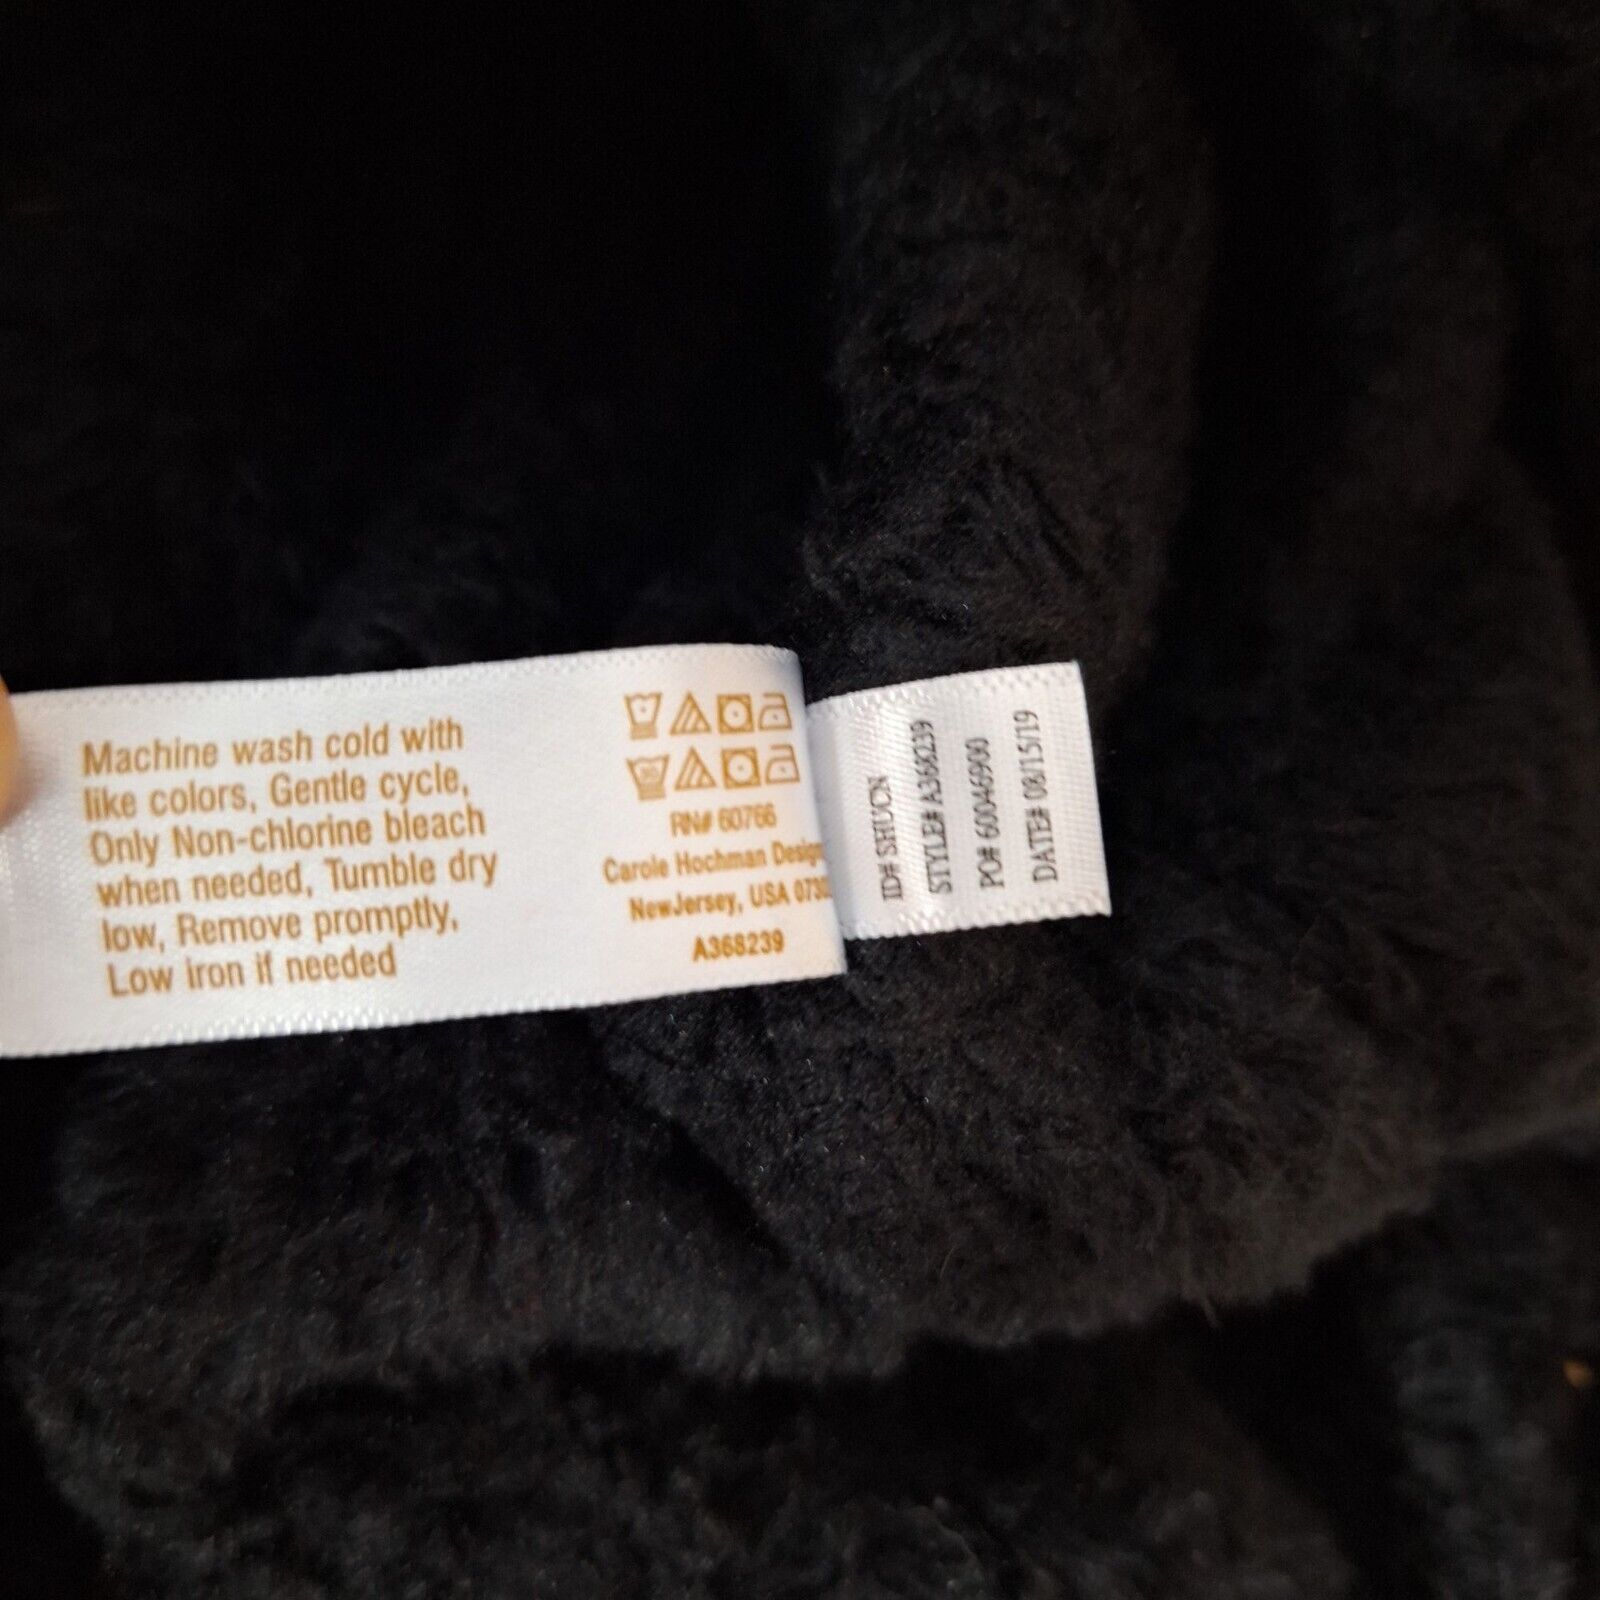 Machine wash cold with
like colors, Gentle cycle,
Only Non-chlorine bleach
when needed, Tumble dry
low, Remove promptly,
Low iron if needed
30
RN# 60766
Carole Hochman
NewJersey, USA
A368239
ID# SHUCN
STYLE# A368239
PO# 60046900
DATE# 08/15/19